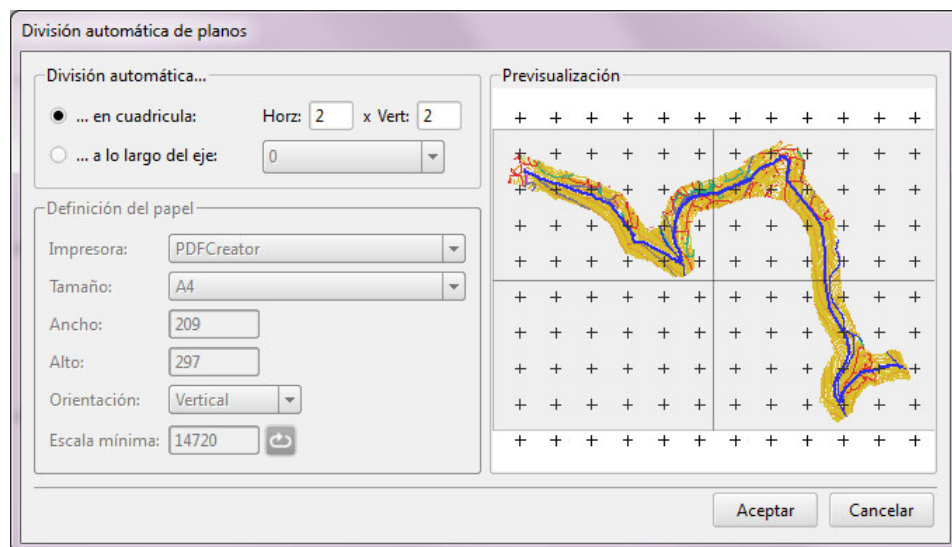 División automática de planos
División automática...
... en cuadricula: Horz: 2 x Vert: 2
... a lo largo del eje: 0
Definición del papel
Impresora: PDFCreator
Tamaño: A4
Ancho: 209
Alto: 297
Orientación: Vertical
Escala mínima: 14720
Previsualización
Aceptar Cancelar